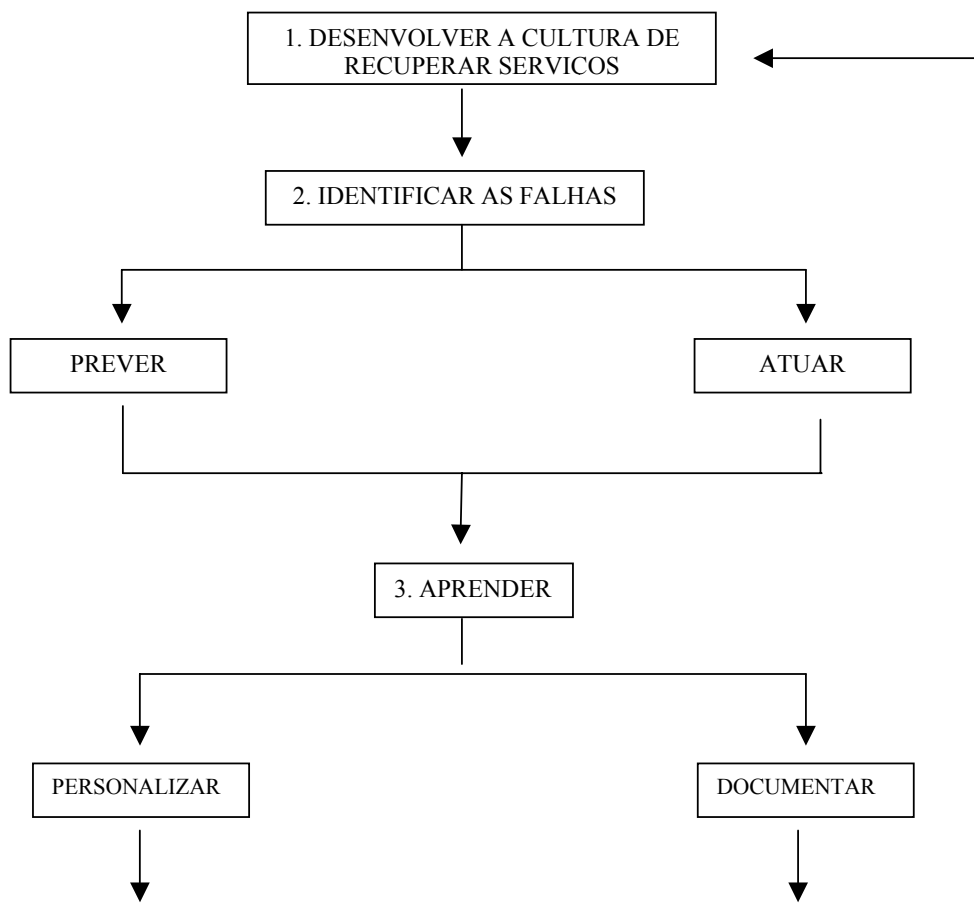 1. DESENVOLVER A CULTURA DE
RECUPERAR SERVICOS
2. IDENTIFICAR AS FALHAS
PREVER
ATUAR
3. APRENDER
PERSONALIZAR
DOCUMENTAR